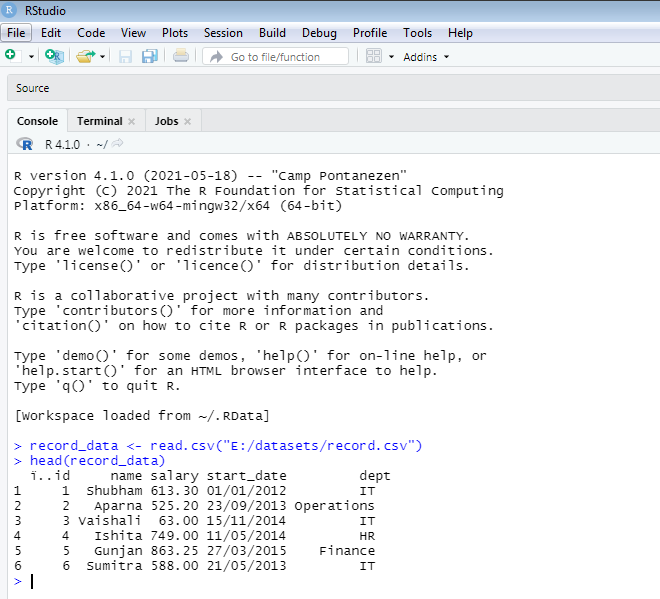 RStudio
File Edit Code View Plots Session Build Debug Profile Tools Help
Go to file/function Addins
Source
Console Terminal Jobs
R 4.1.0 · ~/
R version 4.1.0 (2021-05-18) -- "Camp Pontanezen"
Copyright (C) 2021 The R Foundation for Statistical Computing
Platform: x86_64-w64-mingw32/x64 (64-bit)
R is free software and comes with ABSOLUTELY NO WARRANTY.
You are welcome to redistribute it under certain conditions.
Type 'license()' or 'licence()' for distribution details.
R is a collaborative project with many contributors.
Type 'contributors()' for more information and
'citation()' on how to cite R or R packages in publications.
Type 'demo()' for some demos, 'help()' for on-line help, or
'help.start()' for an HTML browser interface to help.
Type 'q()' to quit R.
[Workspace loaded from ~/.RData]
> record_data <- read.csv("E:/datasets/record.csv")
> head(record_data)
ï..id name salary start_date dept
1 1 Shubham 613.30 01/01/2012 IT
2 2 Aparna 525.20 23/09/2013 Operations
3 3 Vaishali 63.00 15/11/2014 IT
4 4 Ishita 749.00 11/05/2014 HR
5 5 Gunjan 863.25 27/03/2015 Finance
6 6 Sumitra 588.00 21/05/2013 IT
>